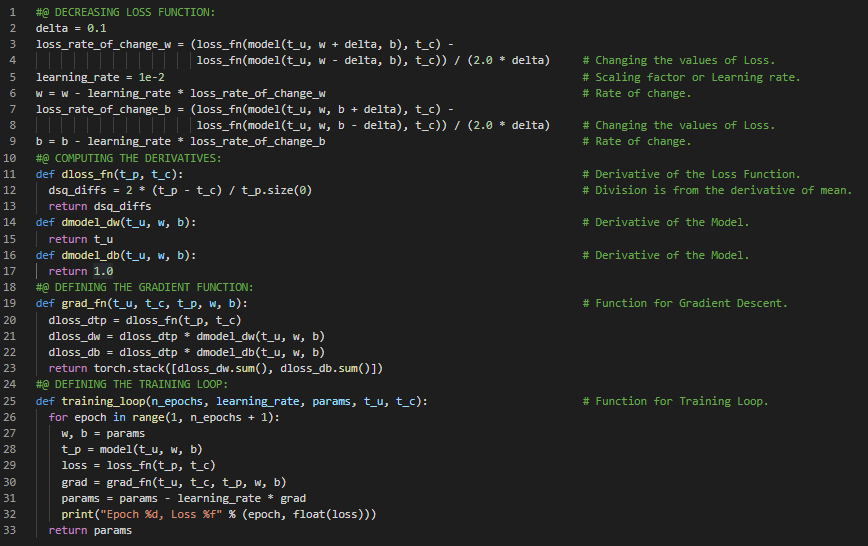 1 #@ DECREASING LOSS FUNCTION:
2 delta = 0.1
3 loss_rate_of_change_w = (loss_fn(model(t_u, w + delta, b), t_c) -
4 loss_fn(model(t_u, w - delta, b), t_c)) / (2.0 * delta) # Changing the values of Loss.
5 learning_rate = 1e-2 # Scaling factor or Learning rate.
6 w = w - learning_rate * loss_rate_of_change_w # Rate of change.
7 loss_rate_of_change_b = (loss_fn(model(t_u, w, b + delta), t_c) -
8 loss_fn(model(t_u, w, b - delta), t_c)) / (2.0 * delta) # Changing the values of Loss.
9 b = b - learning_rate * loss_rate_of_change_b # Rate of change.
10 #@ COMPUTING THE DERIVATIVES:
11 def dloss_fn(t_p, t_c): # Derivative of the Loss Function.
12 dsq_diffs = 2 * (t_p - t_c) / t_p.size(0) # Division is from the derivative of mean.
13 return dsq_diffs
14 def dmodel_dw(t_u, w, b): # Derivative of the Model.
15 return t_u
16 def dmodel_db(t_u, w, b): # Derivative of the Model.
17 return 1.0
18 #@ DEFINING THE GRADIENT FUNCTION:
19 def grad_fn(t_u, t_c, t_p, w, b): # Function for Gradient Descent.
20 dloss_dtp = dloss_fn(t_p, t_c)
21 dloss_dw = dloss_dtp * dmodel_dw(t_u, w, b)
22 dloss_db = dloss_dtp * dmodel_db(t_u, w, b)
23 return torch.stack([dloss_dw.sum(), dloss_db.sum()])
24 #@ DEFINING THE TRAINING LOOP:
25 def training_loop(n_epochs, learning_rate, params, t_u, t_c): # Function for Training Loop.
26 for epoch in range(1, n_epochs + 1):
27 w, b = params
28 t_p = model(t_u, w, b)
29 loss = loss_fn(t_p, t_c)
30 grad = grad_fn(t_u, t_c, t_p, w, b)
31 params = params - learning_rate * grad
32 print("Epoch %d, Loss %f" % (epoch, float(loss)))
33 return params